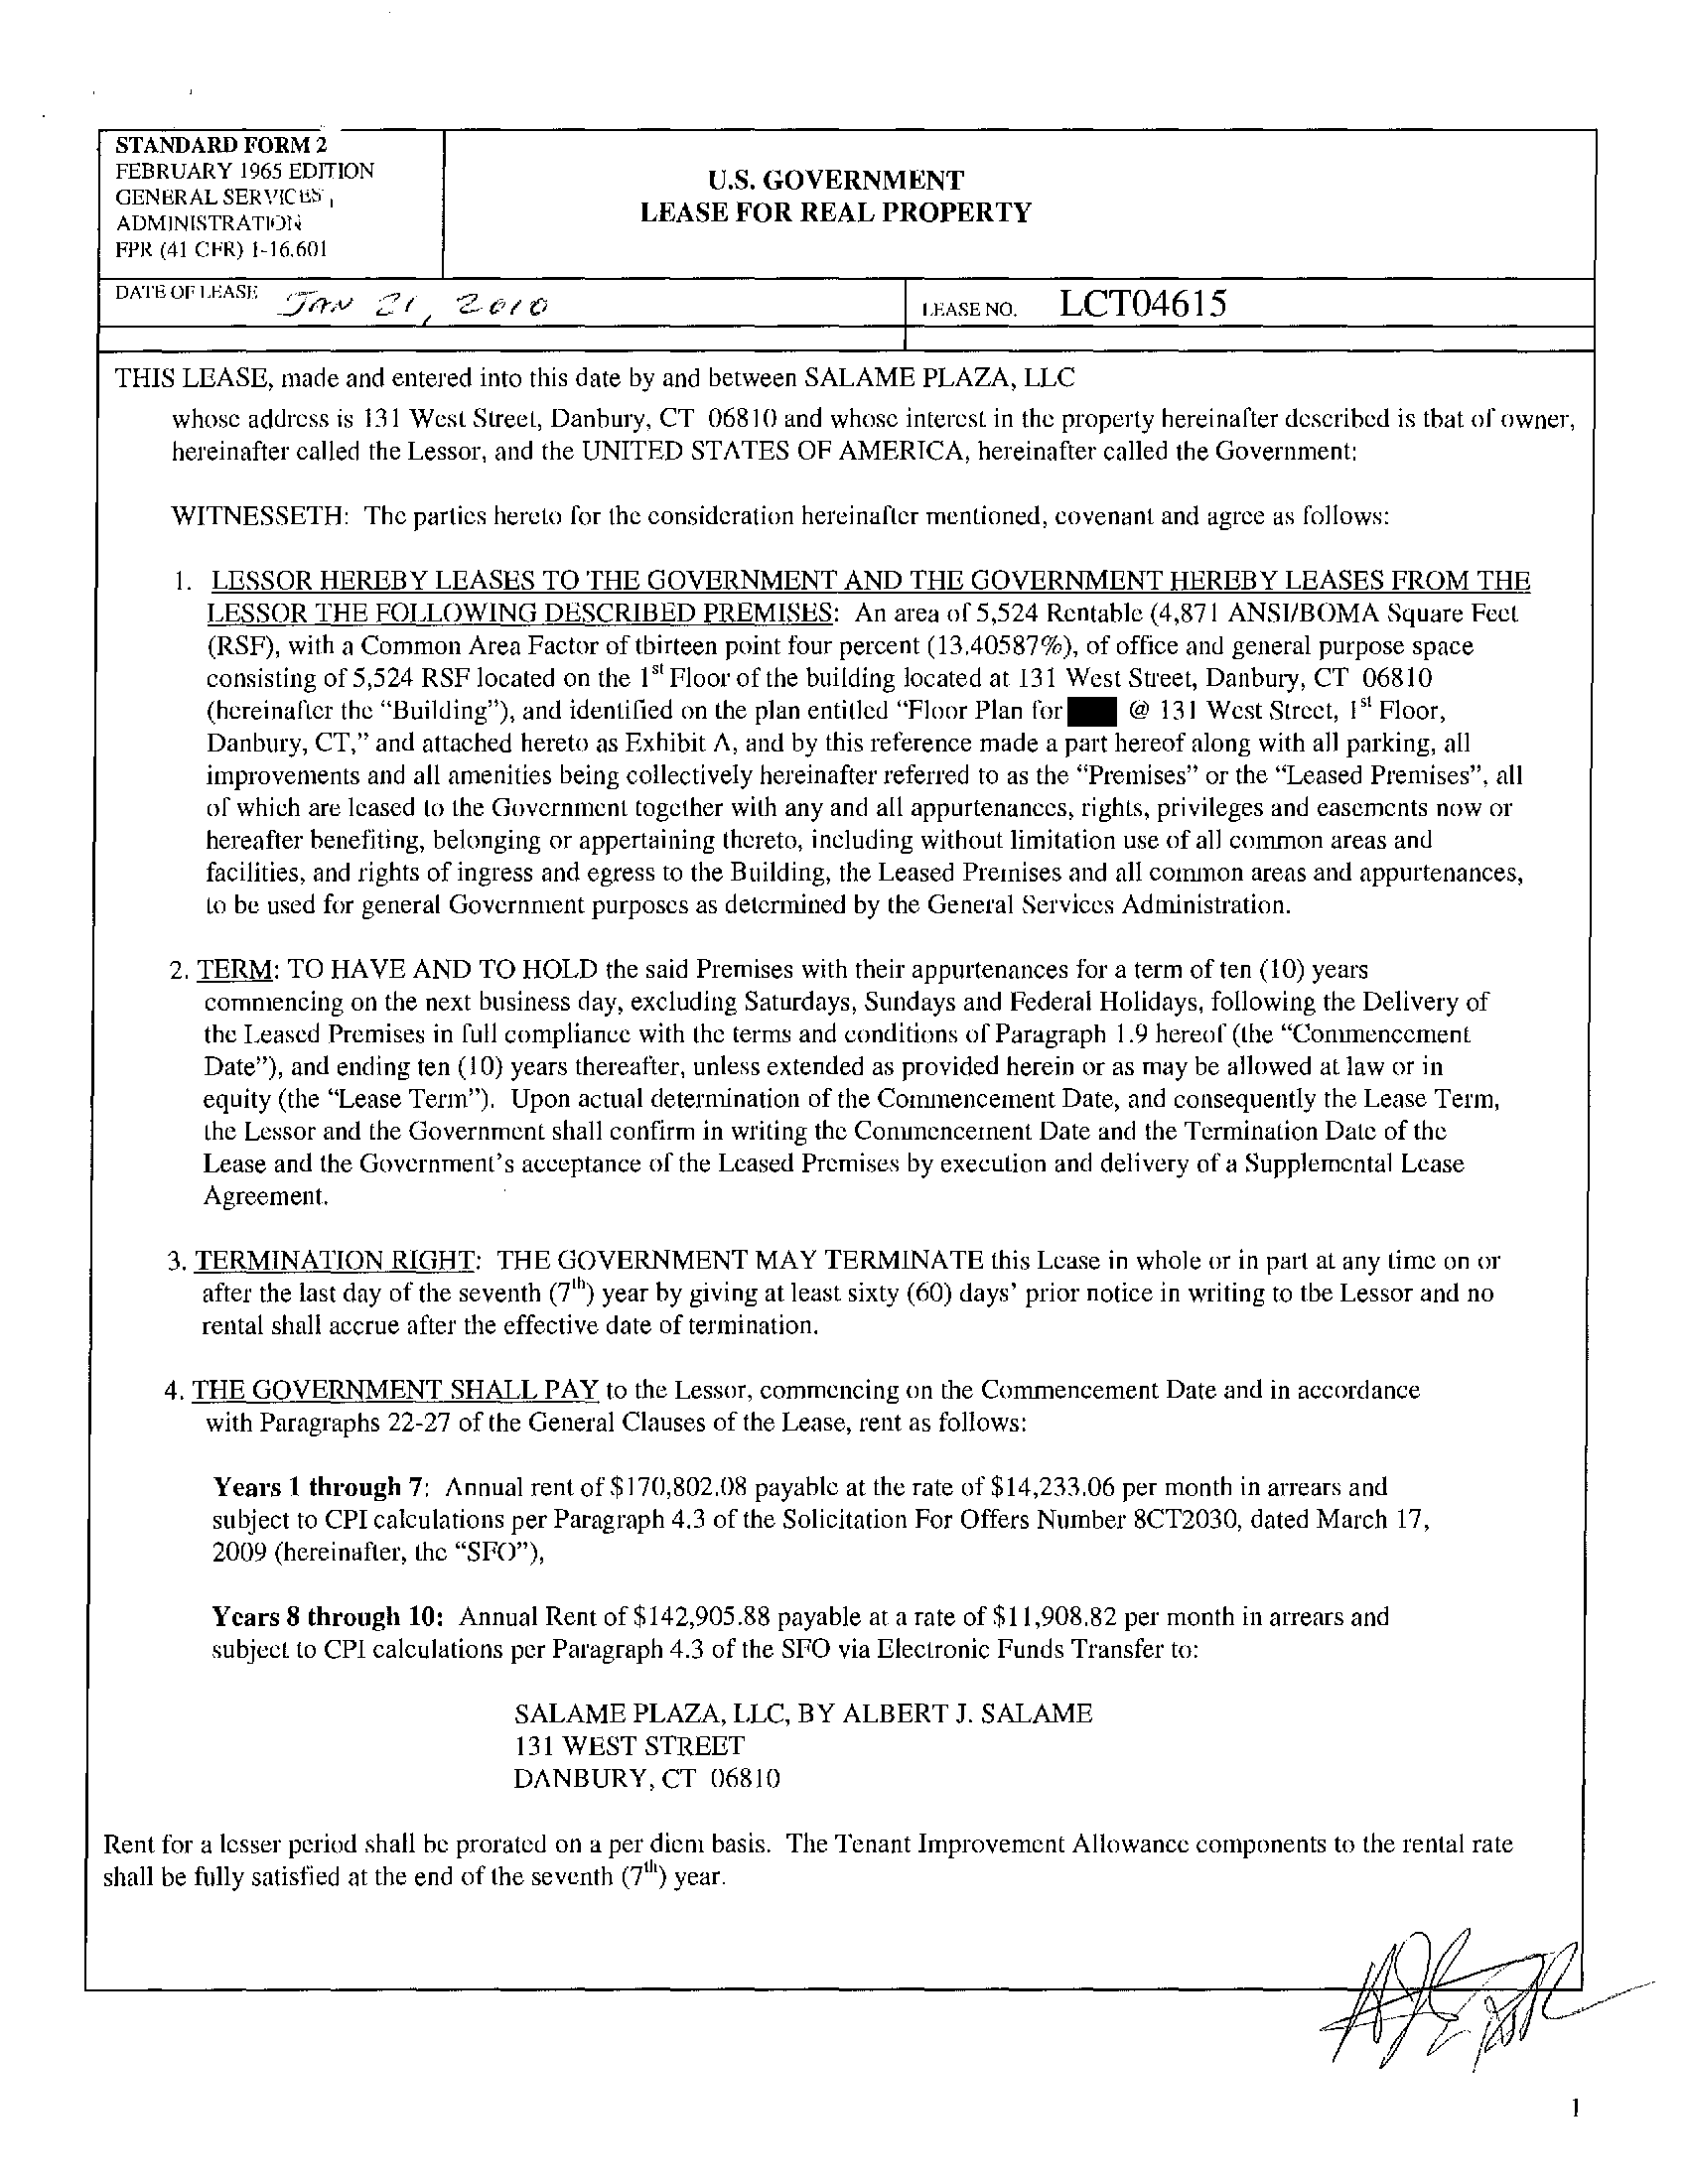 STANDARD FORM 2
FEBRUARY 1965 EDITION
GENERAL SERVICES
ADMINISTRATION
FPR (41 CFR) 1-16.601
U.S. GOVERNMENT
LEASE FOR REAL PROPERTY
DATE OF LEASE JAN 21, 2010
LEASE NO. LCT04615
THIS LEASE, made and entered into this date by and between SALAME PLAZA, LLC
whose address is 131 West Street, Danbury, CT 06810 and whose interest in the property hereinafter described is that of owner,
hereinafter called the Lessor, and the UNITED STATES OF AMERICA, hereinafter called the Government:
WITNESSETH: The parties hereto for the consideration hereinafter mentioned, covenant and agree as follows:
1. LESSOR HEREBY LEASES TO THE GOVERNMENT AND THE GOVERNMENT HEREBY LEASES FROM THE
LESSOR THE FOLLOWING DESCRIBED PREMISES: An area of 5,524 Rentable (4,871 ANSI/BOMA Square Feet
(RSF), with a Common Area Factor of thirteen point four percent (13.40587%), of office and general purpose space
consisting of 5,524 RSF located on the 1st Floor of the building located at 131 West Street, Danbury, CT 06810
(hereinafter the “Building”), and identified on the plan entitled “Floor Plan for @ 131 West Street, 1st Floor,
Danbury, CT,” and attached hereto as Exhibit A, and by this reference made a part hereof along with all parking, all
improvements and all amenities being collectively hereinafter referred to as the “Premises” or the “Leased Premises”, all
of which are leased to the Government together with any and all appurtenances, rights, privileges and easements now or
hereafter benefiting, belonging or appertaining thereto, including without limitation use of all common areas and
facilities, and rights of ingress and egress to the Building, the Leased Premises and all common areas and appurtenances,
to be used for general Government purposes as determined by the General Services Administration.
2. TERM: TO HAVE AND TO HOLD the said Premises with their appurtenances for a term of ten (10) years
commencing on the next business day, excluding Saturdays, Sundays and Federal Holidays, following the Delivery of
the Leased Premises in full compliance with the terms and conditions of Paragraph 1.9 hereof (the “Commencement
Date”), and ending ten (10) years thereafter, unless extended as provided herein or as may be allowed at law or in
equity (the “Lease Term”). Upon actual determination of the Commencement Date, and consequently the Lease Term,
the Lessor and the Government shall confirm in writing the Commencement Date and the Termination Date of the
Lease and the Government’s acceptance of the Leased Premises by execution and delivery of a Supplemental Lease
Agreement.
3. TERMINATION RIGHT: THE GOVERNMENT MAY TERMINATE this Lease in whole or in part at any time on or
after the last day of the seventh (7th) year by giving at least sixty (60) days’ prior notice in writing to the Lessor and no
rental shall accrue after the effective date of termination.
4. THE GOVERNMENT SHALL PAY to the Lessor, commencing on the Commencement Date and in accordance
with Paragraphs 22-27 of the General Clauses of the Lease, rent as follows:
Years 1 through 7: Annual rent of $170,802.08 payable at the rate of $14,233.06 per month in arrears and
subject to CPI calculations per Paragraph 4.3 of the Solicitation For Offers Number 8CT2030, dated March 17,
2009 (hereinafter, the “SFO”),
Years 8 through 10: Annual Rent of $142,905.88 payable at a rate of $11,908.82 per month in arrears and
subject to CPI calculations per Paragraph 4.3 of the SFO via Electronic Funds Transfer to:
SALAME PLAZA, LLC, BY ALBERT J. SALAME
131 WEST STREET
DANBURY, CT 06810
Rent for a lesser period shall be prorated on a per diem basis. The Tenant Improvement Allowance components to the rental rate
shall be fully satisfied at the end of the seventh (7th) year.
1